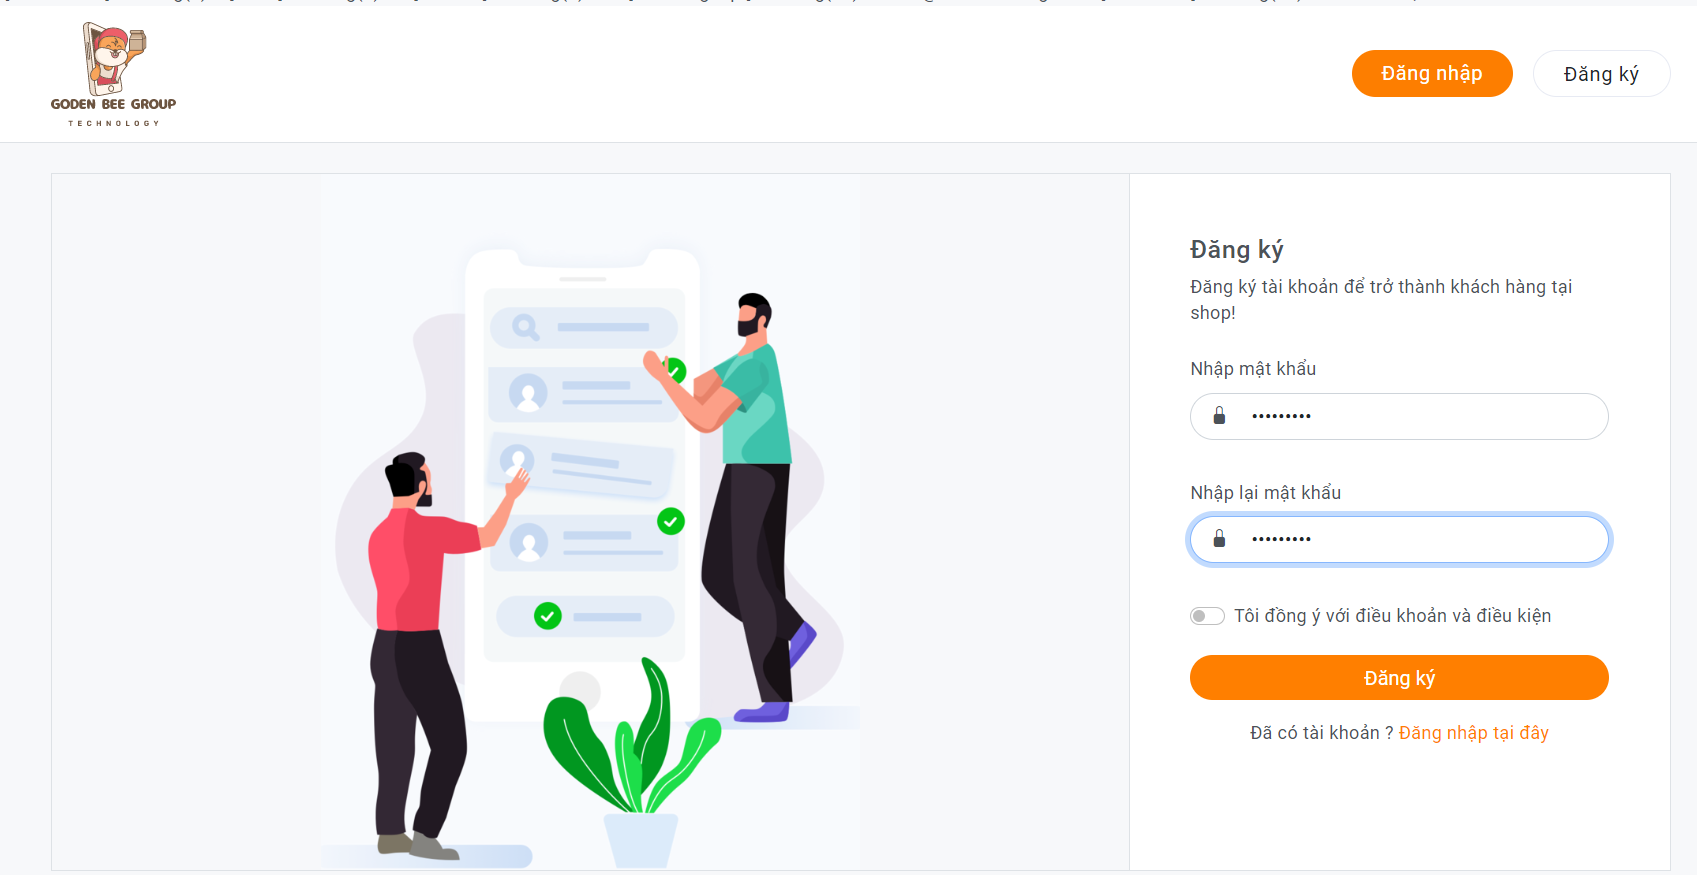 GODEN BEE GROUP
TECHNOLOGY
Đăng nhập
Đăng ký
Đăng ký
Đăng ký tài khoản để trở thành khách hàng tại
shop!
Nhập mật khẩu
•••••••••
Nhập lại mật khẩu
•••••••••
Tôi đồng ý với điều khoản và điều kiện
Đăng ký
Đã có tài khoản ? Đăng nhập tại đây